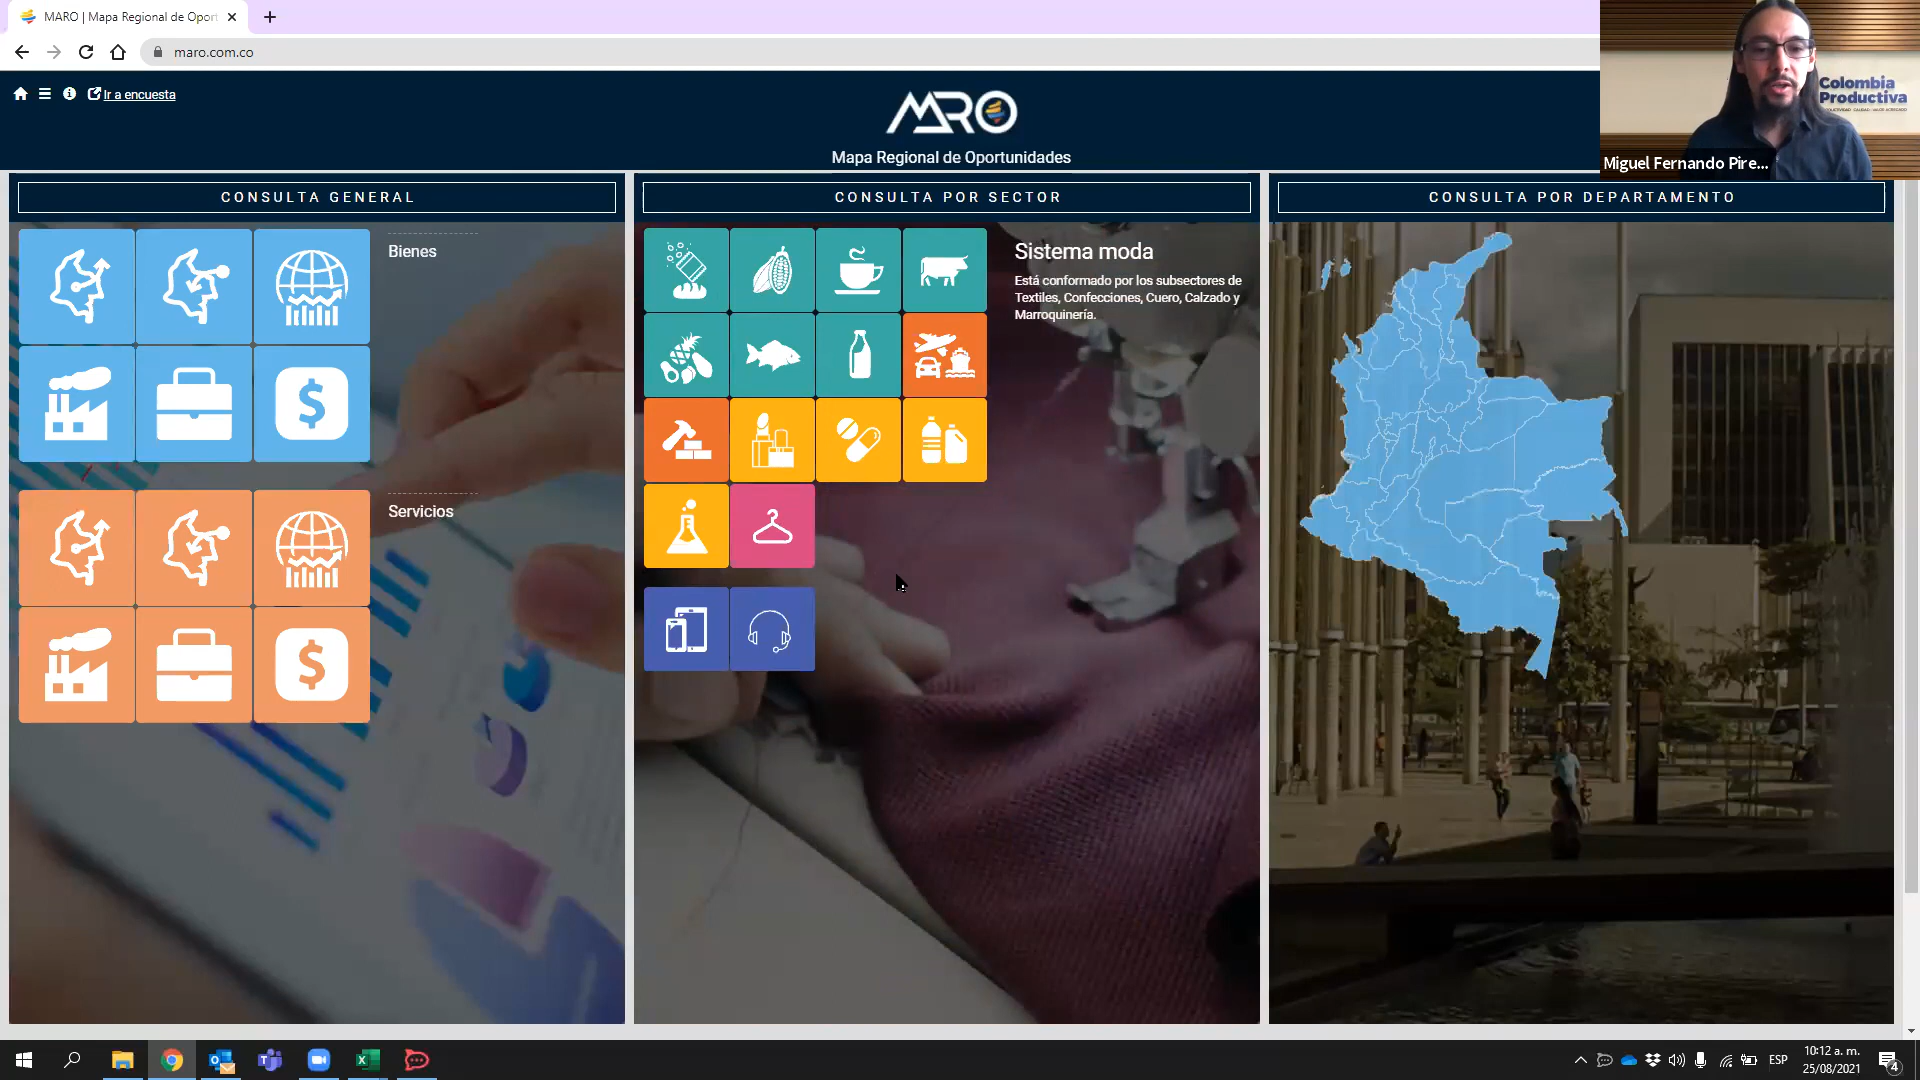 MARO | Mapa Regional de Oport
maro.com.co
Ir a encuesta
MARO
Mapa Regional de Oportunidades
Colombia
Productiva
Miguel Fernando Pire...
CONSULTA GENERAL
Bienes
Servicios
CONSULTA POR SECTOR
Sistema moda
Está conformado por los subsectores de
Textiles, Confecciones, Cuero, Calzado y
Marroquinería.
CONSULTA POR DEPARTAMENTO
ESP
10:12 a. m.
25/08/2021
4